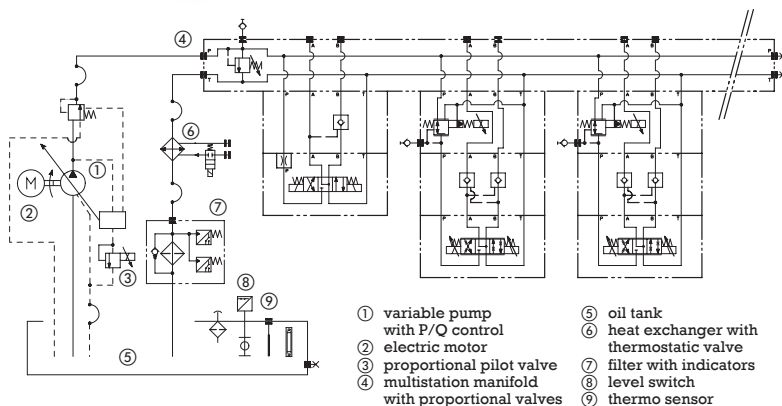 ④
P
T
A
B
A
B
A
B
P
T
P
A
B
T
P
A
B
T
P
A
B
T
⑥
①
M
②
⑦
③
⑧
⑨
⑤
① variable pump
with P/Q control
② electric motor
③ proportional pilot valve
④ multistation manifold
with proportional valves
⑤ oil tank
⑥ heat exchanger with
thermostatic valve
⑦ filter with indicators
⑧ level switch
⑨ thermo sensor